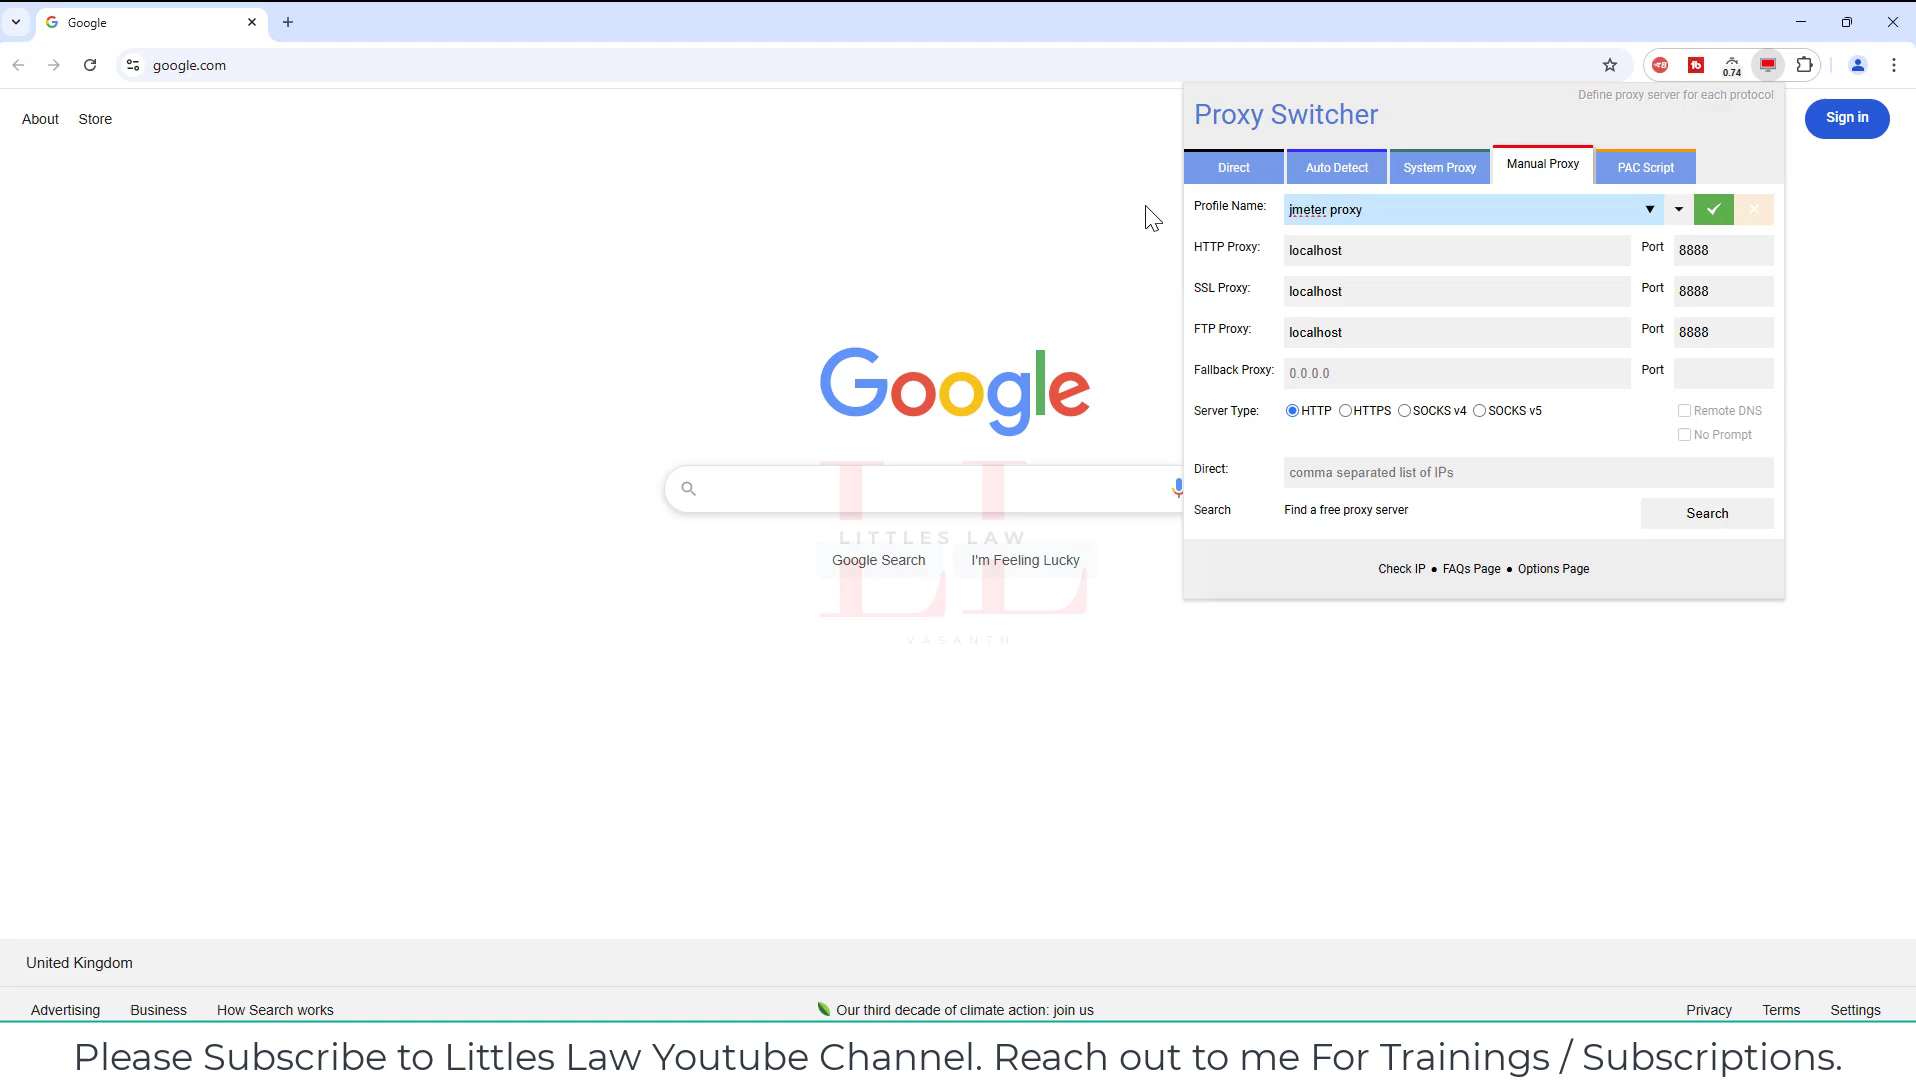 Google
google.com
0.74
About
Store
Define proxy server for each protocol
Proxy Switcher
Sign in
Direct
Auto Detect
System Proxy
Manual Proxy
PAC Script
Profile Name:
jmeter proxy
HTTP Proxy:
localhost
Port
8888
SSL Proxy:
localhost
Port
8888
FTP Proxy:
localhost
Port
8888
Fallback Proxy:
0.0.0.0
Port
Server Type:
HTTP
HTTPS
SOCKS v4
SOCKS v5
Remote DNS
No Prompt
Direct:
comma separated list of IPs
Search
Find a free proxy server
Search
Check IP • FAQs Page • Options Page
Google
LL
LITTLES LAW
Google Search
I'm Feeling Lucky
LL
VASANTH
United Kingdom
Advertising
Business
How Search works
Our third decade of climate action: join us
Privacy
Terms
Settings
Please Subscribe to Littles Law Youtube Channel. Reach out to me For Trainings / Subscriptions.